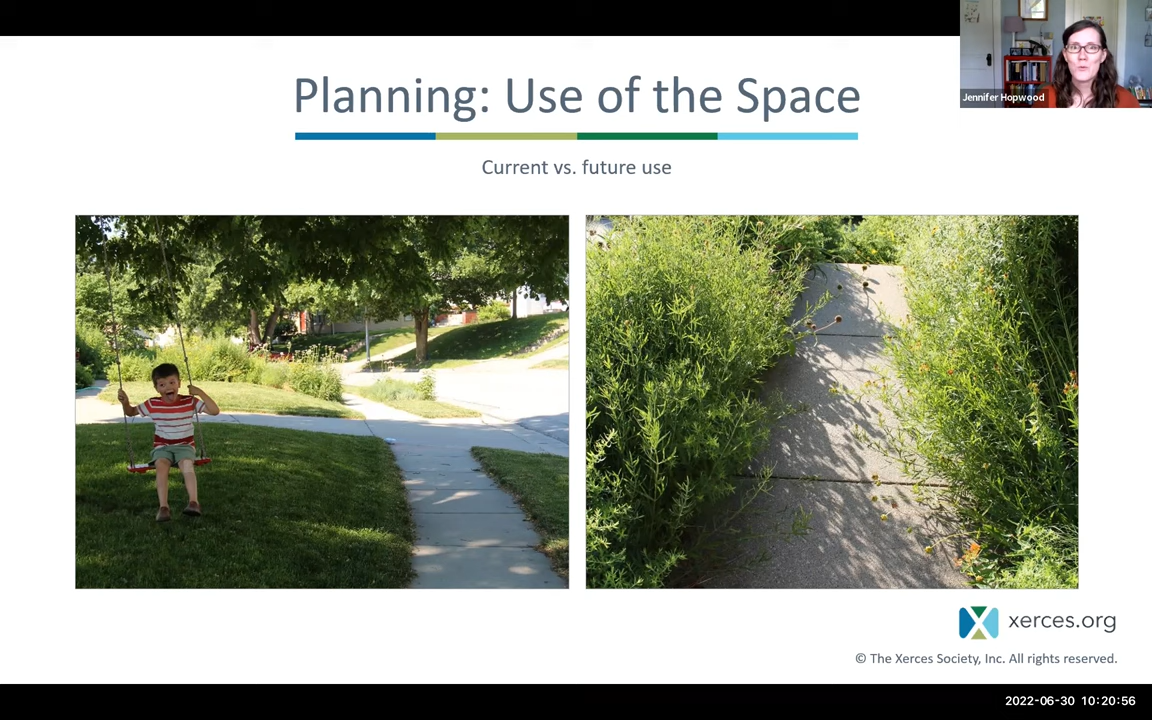 Planning: Use of the Space
Jennifer Hopwood
Current vs. future use
xerces.org
© The Xerces Society, Inc. All rights reserved.
2022-06-30 10:20:56